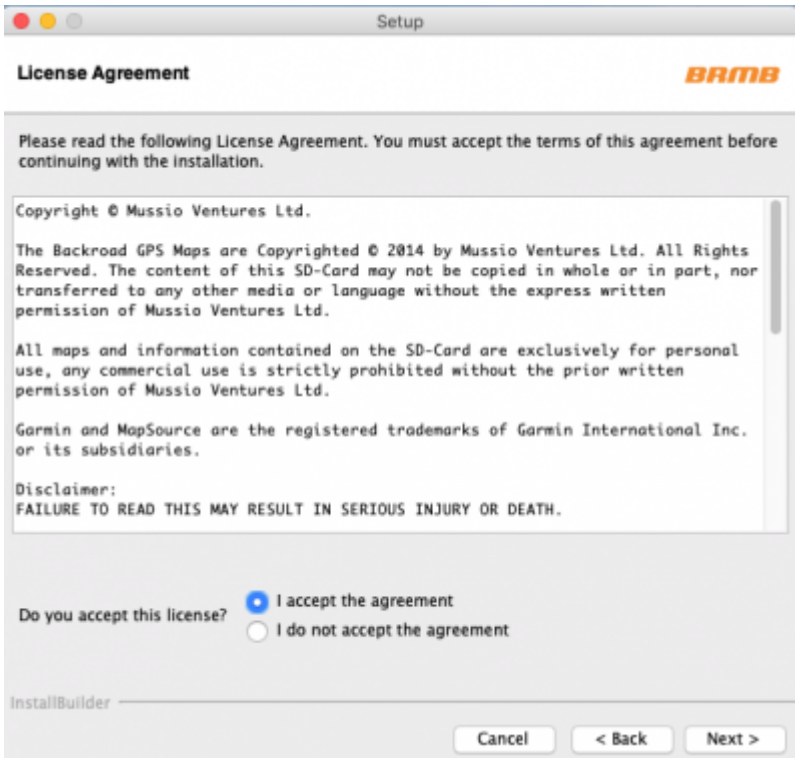 Setup
License Agreement
BRMB
Please read the following License Agreement. You must accept the terms of this agreement before
continuing with the installation.
Copyright © Mussio Ventures Ltd.
The Backroad GPS Maps are Copyrighted © 2014 by Mussio Ventures Ltd. All Rights
Reserved. The content of this SD-Card may not be copied in whole or in part, nor
transferred to any other media or language without the express written
permission of Mussio Ventures Ltd.
All maps and information contained on the SD-Card are exclusively for personal
use, any commercial use is strictly prohibited without the prior written
permission of Mussio Ventures Ltd.
Garmin and MapSource are the registered trademarks of Garmin International Inc.
or its subsidiaries.
Disclaimer:
FAILURE TO READ THIS MAY RESULT IN SERIOUS INJURY OR DEATH.
Do you accept this license?
I accept the agreement
I do not accept the agreement
InstallBuilder
Cancel
< Back
Next >